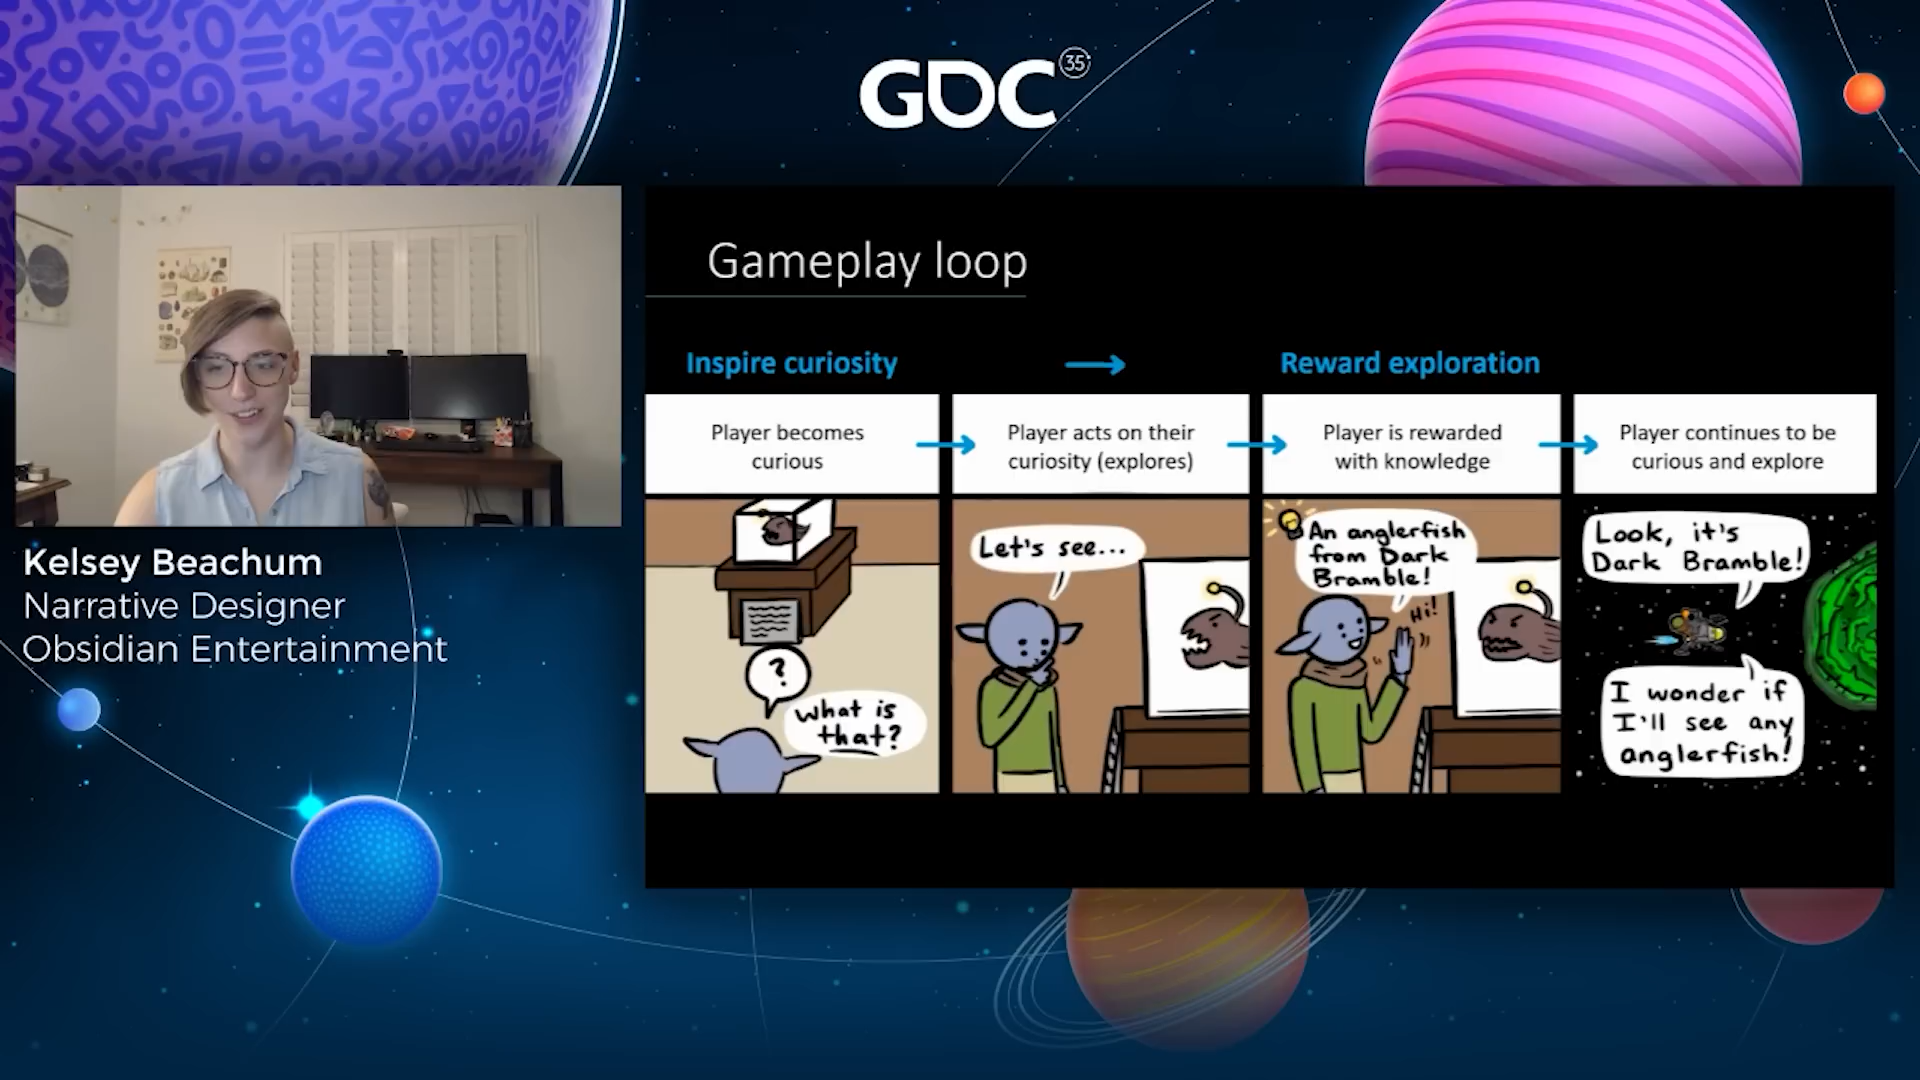 GDC 35
Gameplay loop
Inspire curiosity
Reward exploration
Player becomes
curious
Player acts on their
curiosity (explores)
Player is rewarded
with knowledge
Player continues to be
curious and explore
?
What is
that?
Let's see...
An anglerfish
from Dark
Bramble!
Hi!
Look, it's
Dark Bramble!
I wonder if
I'll see any
anglerfish!
Kelsey Beachum
Narrative Designer
Obsidian Entertainment